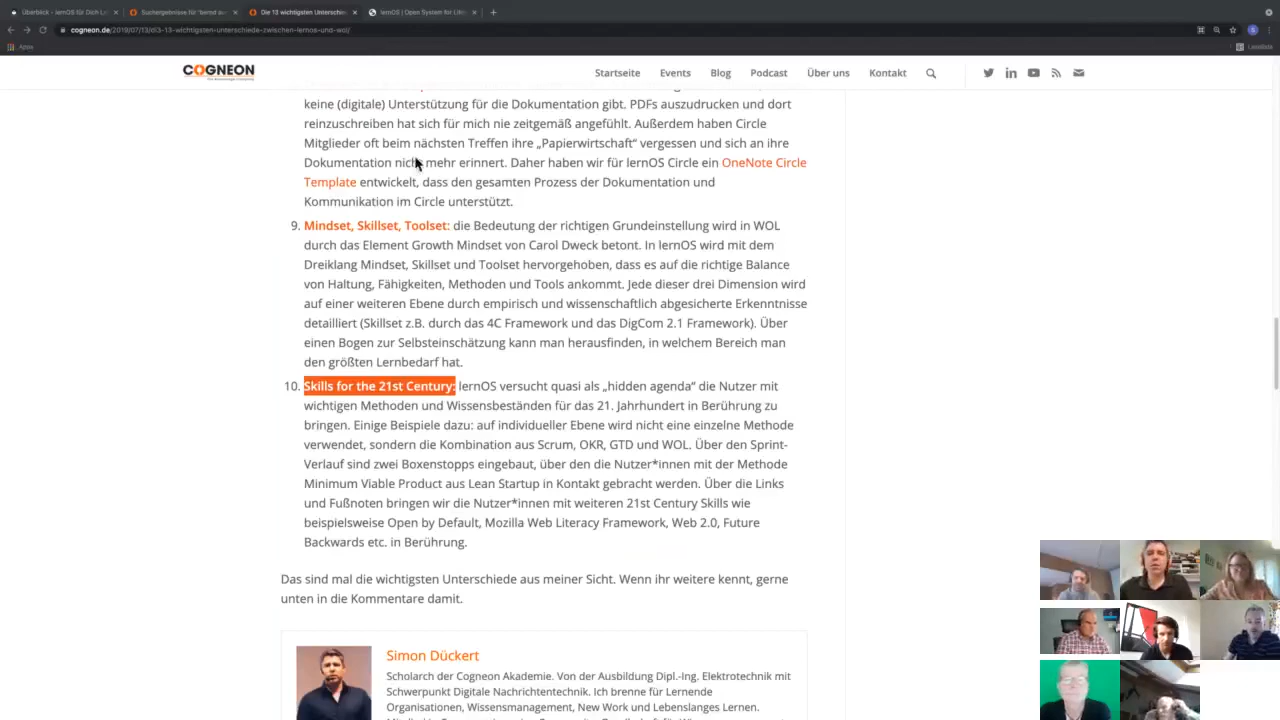 Überblick - lernOS für Dich Le
Suchergebnisse für "bernd au
Die 13 wichtigsten Unterschie
lernOS | Open System for Lifel
cogneon.de/2019/07/13/di3-13-wichtigsten-unterschiede-zwischen-lernos-und-wol/
Apps
Leseliste
COGNEON
Startseite Events Blog Podcast Über uns Kontakt
keine (digitale) Unterstützung für die Dokumentation gibt. PDFs auszudrucken und dort
reinzuschreiben hat sich für mich nie zeitgemäß angefühlt. Außerdem haben Circle
Mitglieder oft beim nächsten Treffen ihre „Papierwirtschaft“ vergessen und sich an ihre
Dokumentation nicht mehr erinnert. Daher haben wir für lernOS Circle ein OneNote Circle
Template entwickelt, dass den gesamten Prozess der Dokumentation und
Kommunikation im Circle unterstützt.
9. Mindset, Skillset, Toolset: die Bedeutung der richtigen Grundeinstellung wird in WOL
durch das Element Growth Mindset von Carol Dweck betont. In lernOS wird mit dem
Dreiklang Mindset, Skillset und Toolset hervorgehoben, dass es auf die richtige Balance
von Haltung, Fähigkeiten, Methoden und Tools ankommt. Jede dieser drei Dimension wird
auf einer weiteren Ebene durch empirisch und wissenschaftlich abgesicherte Erkenntnisse
detailliert (Skillset z.B. durch das 4C Framework und das DigCom 2.1 Framework). Über
einen Bogen zur Selbsteinschätzung kann man herausfinden, in welchem Bereich man
den größten Lernbedarf hat.
10. Skills for the 21st Century: lernOS versucht quasi als „hidden agenda“ die Nutzer mit
wichtigen Methoden und Wissensbeständen für das 21. Jahrhundert in Berührung zu
bringen. Einige Beispiele dazu: auf individueller Ebene wird nicht eine einzelne Methode
verwendet, sondern die Kombination aus Scrum, OKR, GTD und WOL. Über den Sprint-
Verlauf sind zwei Boxenstopps eingebaut, über den die Nutzer*innen mit der Methode
Minimum Viable Product aus Lean Startup in Kontakt gebracht werden. Über die Links
und Fußnoten bringen wir die Nutzer*innen mit weiteren 21st Century Skills wie
beispielsweise Open by Default, Mozilla Web Literacy Framework, Web 2.0, Future
Backwards etc. in Berührung.
Das sind mal die wichtigsten Unterschiede aus meiner Sicht. Wenn ihr weitere kennt, gerne
unten in die Kommentare damit.
Simon Dückert
Scholarch der Cogneon Akademie. Von der Ausbildung Dipl.-Ing. Elektrotechnik mit
Schwerpunkt Digitale Nachrichtentechnik. Ich brenne für Lernende
Organisationen, Wissensmanagement, New Work und Lebenslanges Lernen.